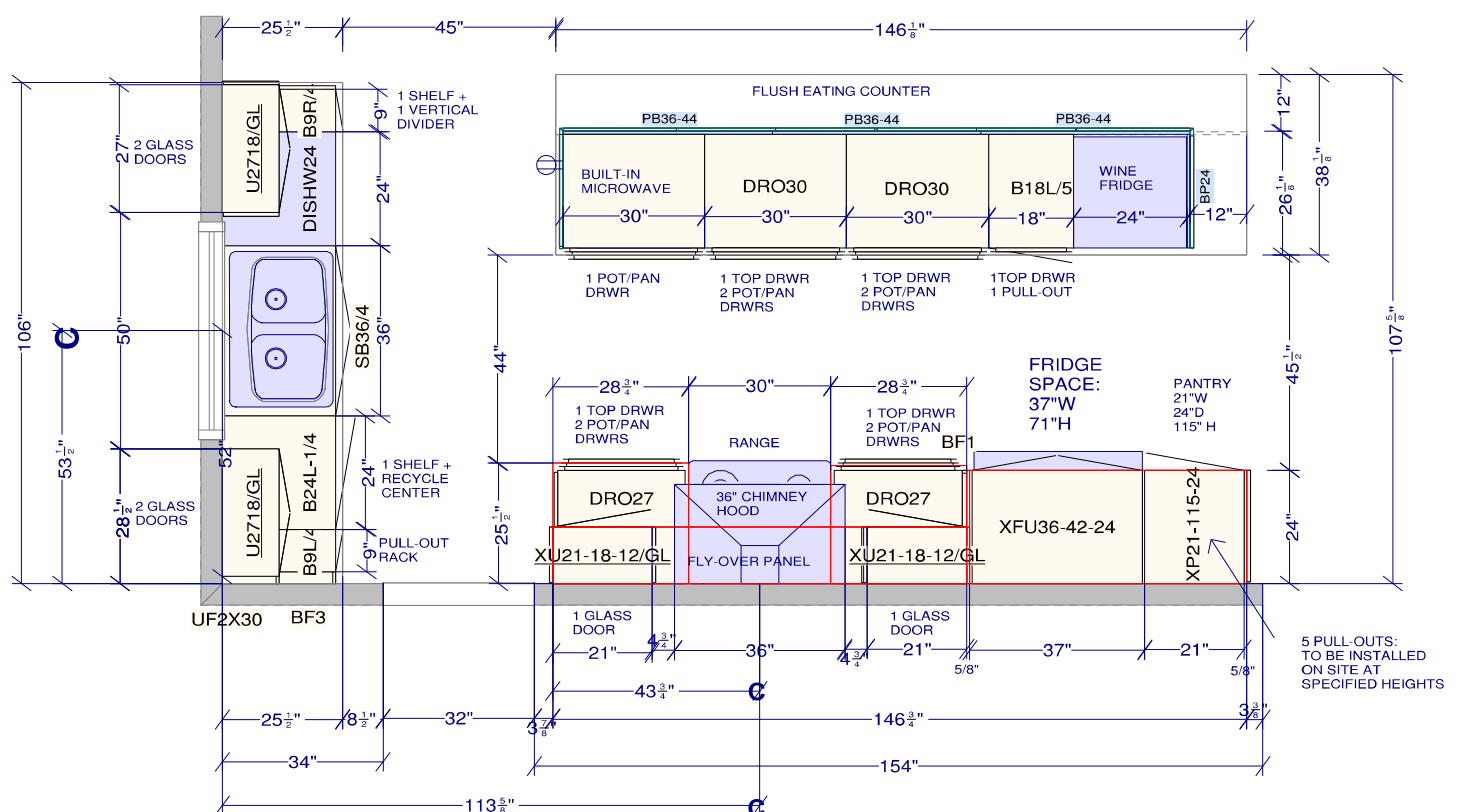 25 1/2"
45"
146 1/8"
FLUSH EATING COUNTER
1 SHELF +
1 VERTICAL
DIVIDER
9"
B9R/4
U2718/GL
27"
2 GLASS
DOORS
DISHW24
24"
PB36-44
PB36-44
PB36-44
BUILT-IN
MICROWAVE
DRO30
DRO30
B18L/5
WINE
FRIDGE
BP24
30"
30"
30"
18"
24"
12"
12"
26 1/8"
38 1/8"
1 POT/PAN
DRWR
1 TOP DRWR
2 POT/PAN
DRWRS
1 TOP DRWR
2 POT/PAN
DRWRS
1TOP DRWR
1 PULL-OUT
106"
C
50"
36"
SB36/4
44"
45 1/2"
107 5/8"
53 1/2"
52"
28 3/4"
30"
28 3/4"
FRIDGE
SPACE:
37"W
71"H
PANTRY
21"W
24"D
115" H
1 TOP DRWR
2 POT/PAN
DRWRS
RANGE
1 TOP DRWR
2 POT/PAN
DRWRS
BF1
28 1/2"
2 GLASS
DOORS
U2718/GL
B24L-1/4
24"
1 SHELF +
RECYCLE
CENTER
B9L/4
9"
PULL-OUT
RACK
25 1/2"
DRO27
36" CHIMNEY
HOOD
DRO27
XU21-18-12/GL
FLY-OVER PANEL
XU21-18-12/GL
XFU36-42-24
XP21-115-24
24"
UF2X30
BF3
1 GLASS
DOOR
1 GLASS
DOOR
21"
4 3/4"
36"
4 3/4"
21"
5/8"
37"
21"
5/8"
5 PULL-OUTS:
TO BE INSTALLED
ON SITE AT
SPECIFIED HEIGHTS
43 3/4"
C
25 1/2"
8 1/2"
32"
3 7/8"
146 3/4"
3 3/8"
34"
154"
113 5/8"
C